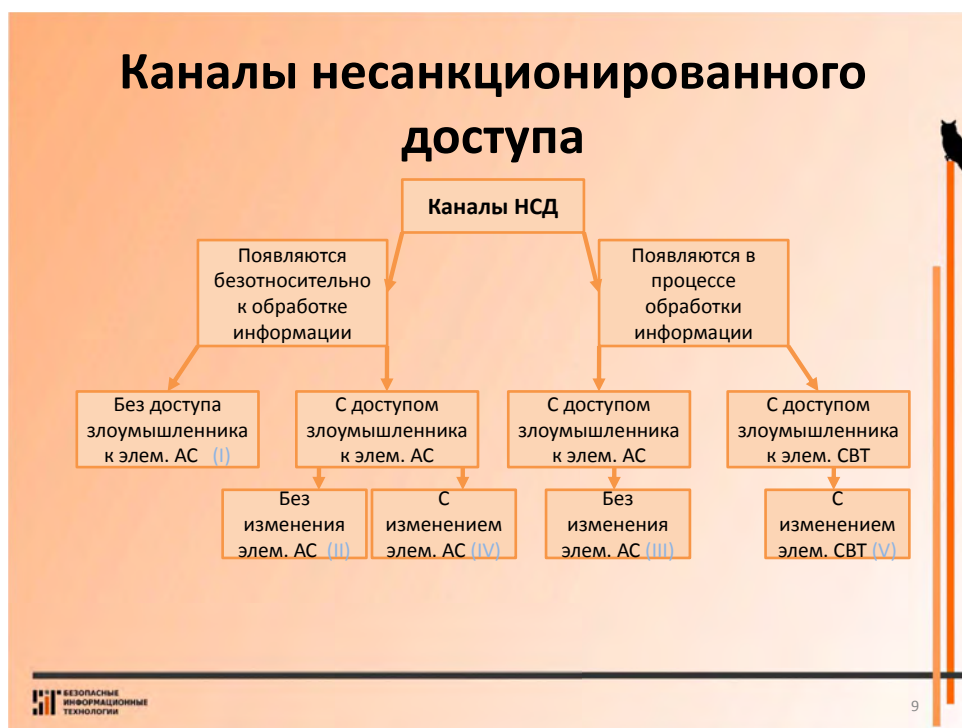 Каналы несанкционированного
доступа
Каналы НСД
Появляются
безотносительно
к обработке
информации
Появляются в
процессе
обработки
информации
Без доступа
злоумышленника
к элем. АС (I)
С доступом
злоумышленника
к элем. АС
С доступом
злоумышленника
к элем. АС
С доступом
злоумышленника
к элем. СВТ
Без
изменения
элем. АС (II)
С
изменением
элем. АС (IV)
Без
изменения
элем. АС (III)
С
изменением
элем. СВТ (V)
БЕЗОПАСНЫЕ
ИНФОРМАЦИОННЫЕ
ТЕХНОЛОГИИ
9